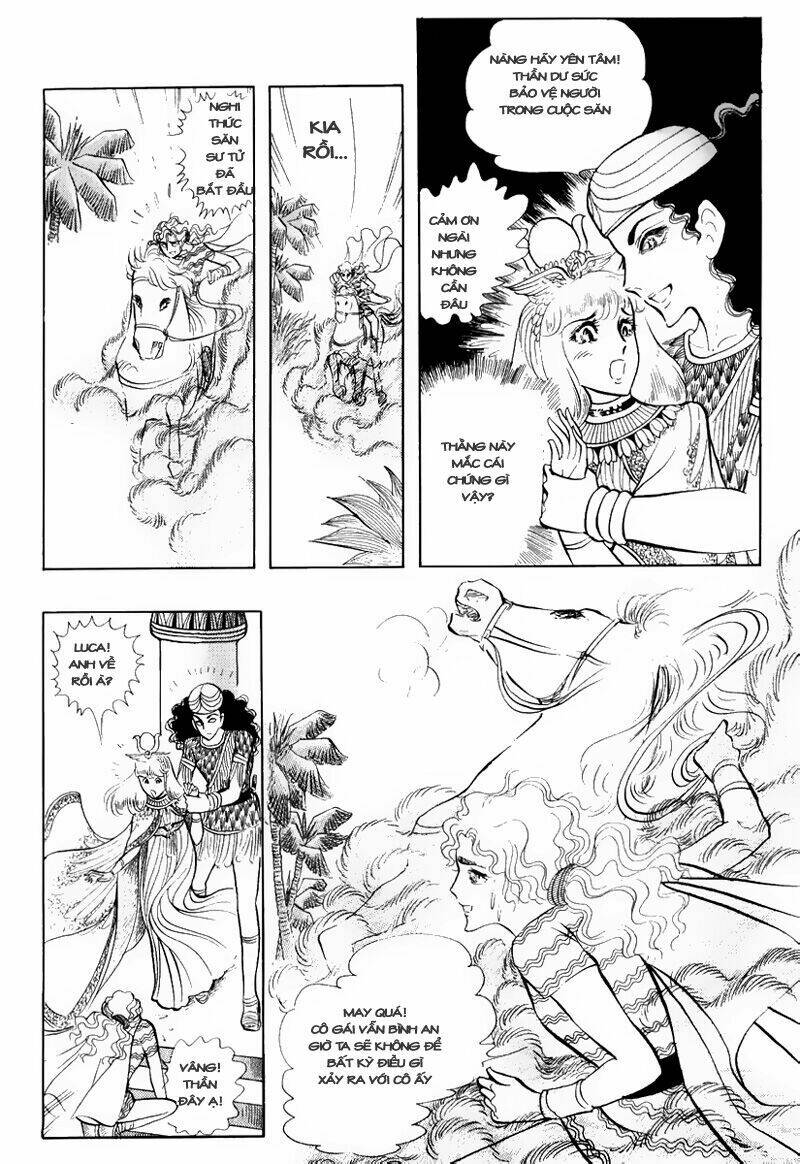 NÀNG HÃY YÊN TÂM!
THẦN DƯ SỨC
BẢO VỆ NGƯỜI
TRONG CUỘC SĂN
CẢM ƠN
NGÀI
NHƯNG
KHÔNG
CẦN
ĐÂU
THẰNG NÀY
MẮC CÁI
CHỨNG GÌ
VẬY?
KIA
RỒI...
NGHI
THỨC
SĂN
SƯ TỬ
ĐÃ
BẮT ĐẦU
MAY QUÁ!
CÔ GÁI VẪN BÌNH AN
GIỜ TA SẼ KHÔNG ĐỂ
BẤT KỲ ĐIỀU GÌ
XẢY RA VỚI CÔ ẤY
LUCA!
ANH VỀ
RỒI À?
VÂNG!
THẦN
ĐÂY Ạ!